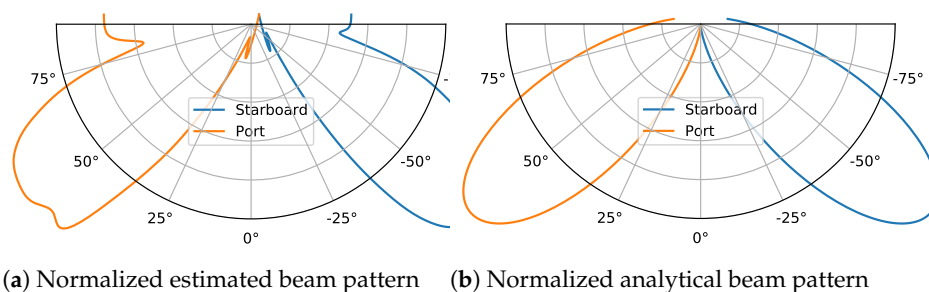 75°
50°
25°
0°
-25°
-50°
Starboard
Port
75°
50°
25°
0°
-25°
-50°
-75°
Starboard
Port
(a) Normalized estimated beam pattern
(b) Normalized analytical beam pattern